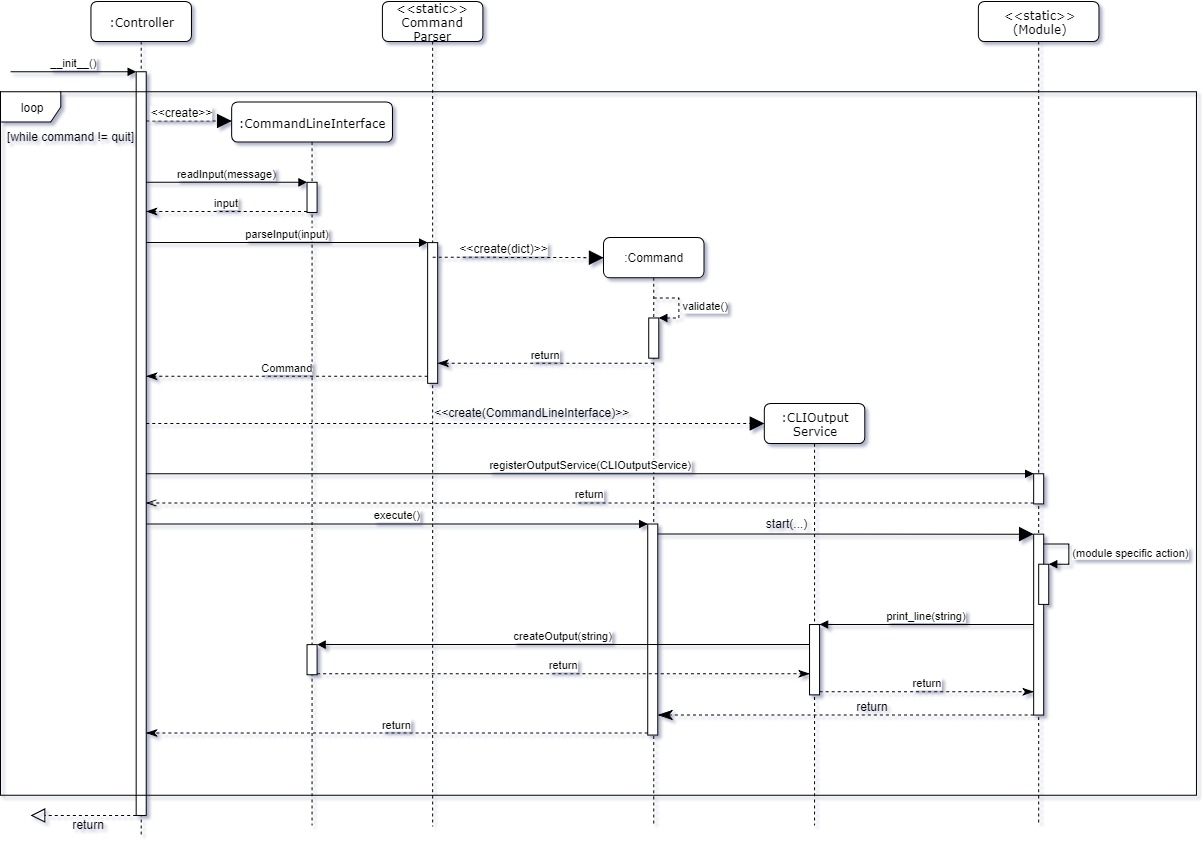 :Controller
<<static>>
Command
Parser
<<static>>
(Module)
__init__()
loop
[while command != quit]
<<create>>
:CommandLineInterface
readInput(message)
input
parseInput(input)
<<create(dict)>>
:Command
validate()
return
Command
<<create(CommandLineInterface)>>
:CLIOutput
Service
registerOutputService(CLIOutputService)
return
execute()
start(...)
(module specific action)
print_line(string)
createOutput(string)
return
return
return
return
return